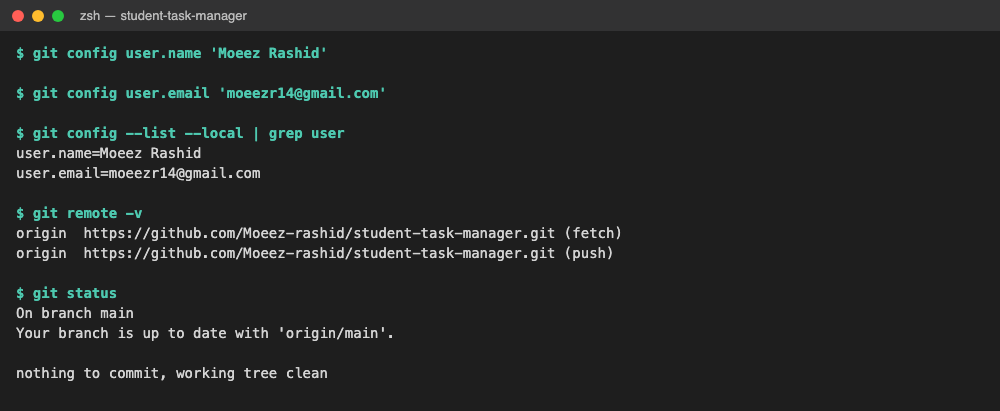 zsh — student-task-manager
$ git config user.name 'Moeez Rashid'
$ git config user.email 'moeezr14@gmail.com'
$ git config --list --local | grep user
user.name=Moeez Rashid
user.email=moeezr14@gmail.com
$ git remote -v
origin  https://github.com/Moeez-rashid/student-task-manager.git (fetch)
origin  https://github.com/Moeez-rashid/student-task-manager.git (push)
$ git status
On branch main
Your branch is up to date with 'origin/main'.
nothing to commit, working tree clean